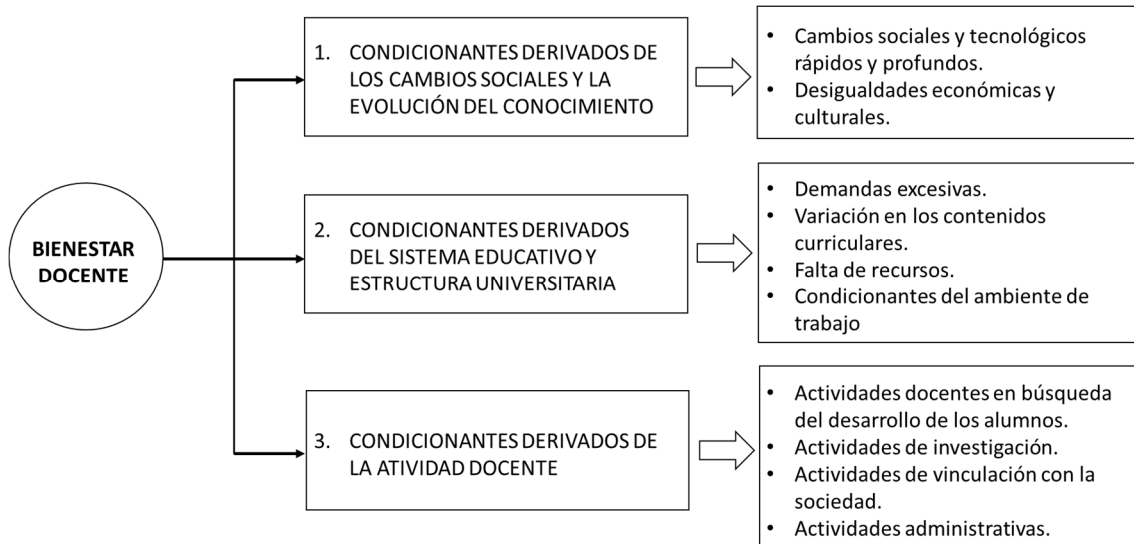 BIENESTAR
DOCENTE
1. CONDICIONANTES DERIVADOS DE
LOS CAMBIOS SOCIALES Y LA
EVOLUCIÓN DEL CONOCIMIENTO
• Cambios sociales y tecnológicos
rápidos y profundos.
• Desigualdades económicas y
culturales.
2. CONDICIONANTES DERIVADOS
DEL SISTEMA EDUCATIVO Y
ESTRUCTURA UNIVERSITARIA
• Demandas excesivas.
• Variación en los contenidos
curriculares.
• Falta de recursos.
• Condicionantes del ambiente de
trabajo
3. CONDICIONANTES DERIVADOS DE
LA ATIVIDAD DOCENTE
• Actividades docentes en búsqueda
del desarrollo de los alumnos.
• Actividades de investigación.
• Actividades de vinculación con la
sociedad.
• Actividades administrativas.